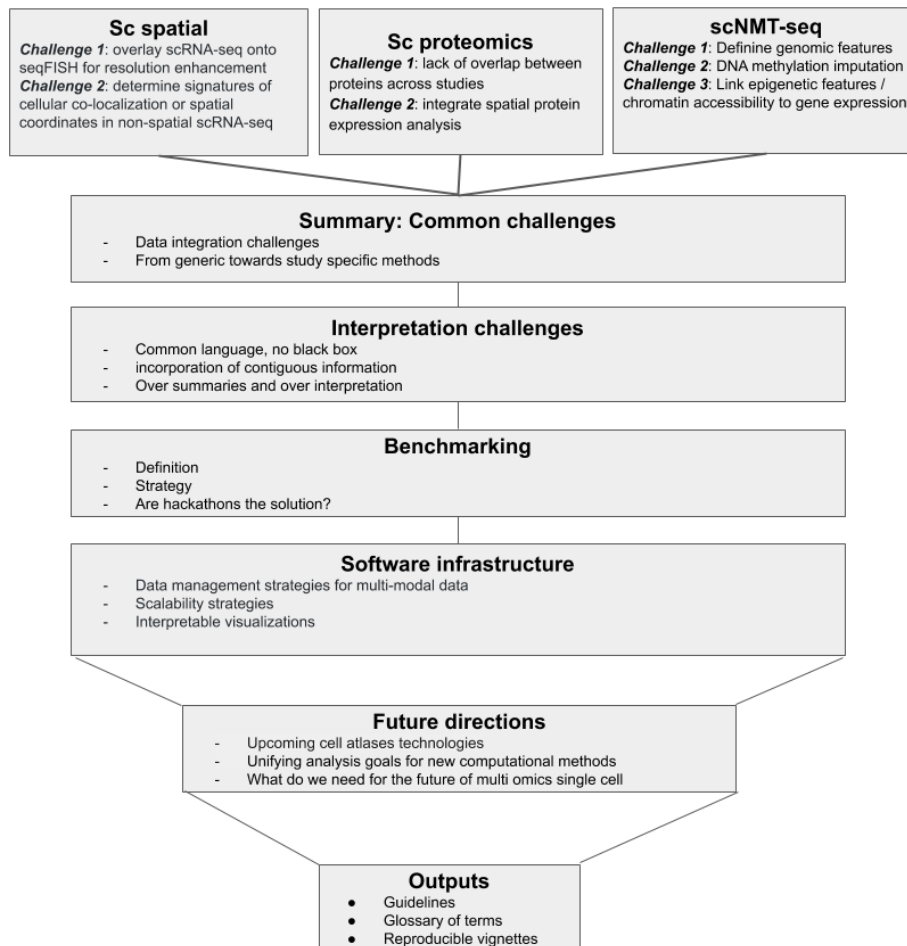 Sc spatial
Challenge 1: overlay scRNA-seq onto
seqFISH for resolution enhancement
Challenge 2: determine signatures of
cellular co-localization or spatial
coordinates in non-spatial scRNA-seq
Sc proteomics
Challenge 1: lack of overlap between
proteins across studies
Challenge 2: integrate spatial protein
expression analysis
scNMT-seq
Challenge 1: Definine genomic features
Challenge 2: DNA methylation imputation
Challenge 3: Link epigenetic features /
chromatin accessibility to gene expression
Summary: Common challenges
- Data integration challenges
- From generic towards study specific methods
Interpretation challenges
- Common language, no black box
- incorporation of contiguous information
- Over summaries and over interpretation
Benchmarking
- Definition
- Strategy
- Are hackathons the solution?
Software infrastructure
- Data management strategies for multi-modal data
- Scalability strategies
- Interpretable visualizations
Future directions
- Upcoming cell atlases technologies
- Unifying analysis goals for new computational methods
- What do we need for the future of multi omics single cell
Outputs
● Guidelines
● Glossary of terms
● Reproducible vignettes